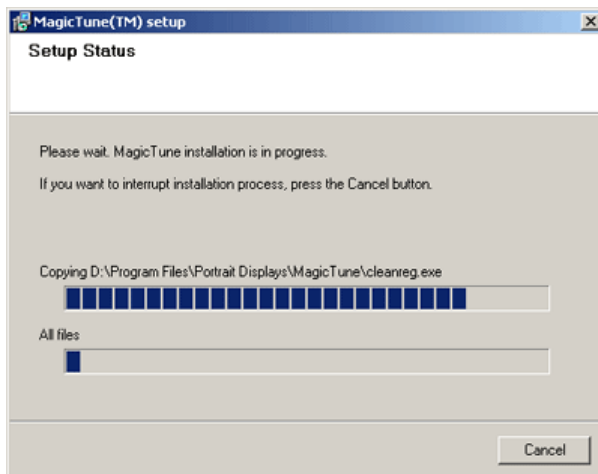 MagicTune(TM) setup
Setup Status
Please wait. MagicTune installation is in progress.
If you want to interrupt installation process, press the Cancel button.
Copying D:\Program Files\Portrait Displays\MagicTune\cleanreg.exe
All files
Cancel